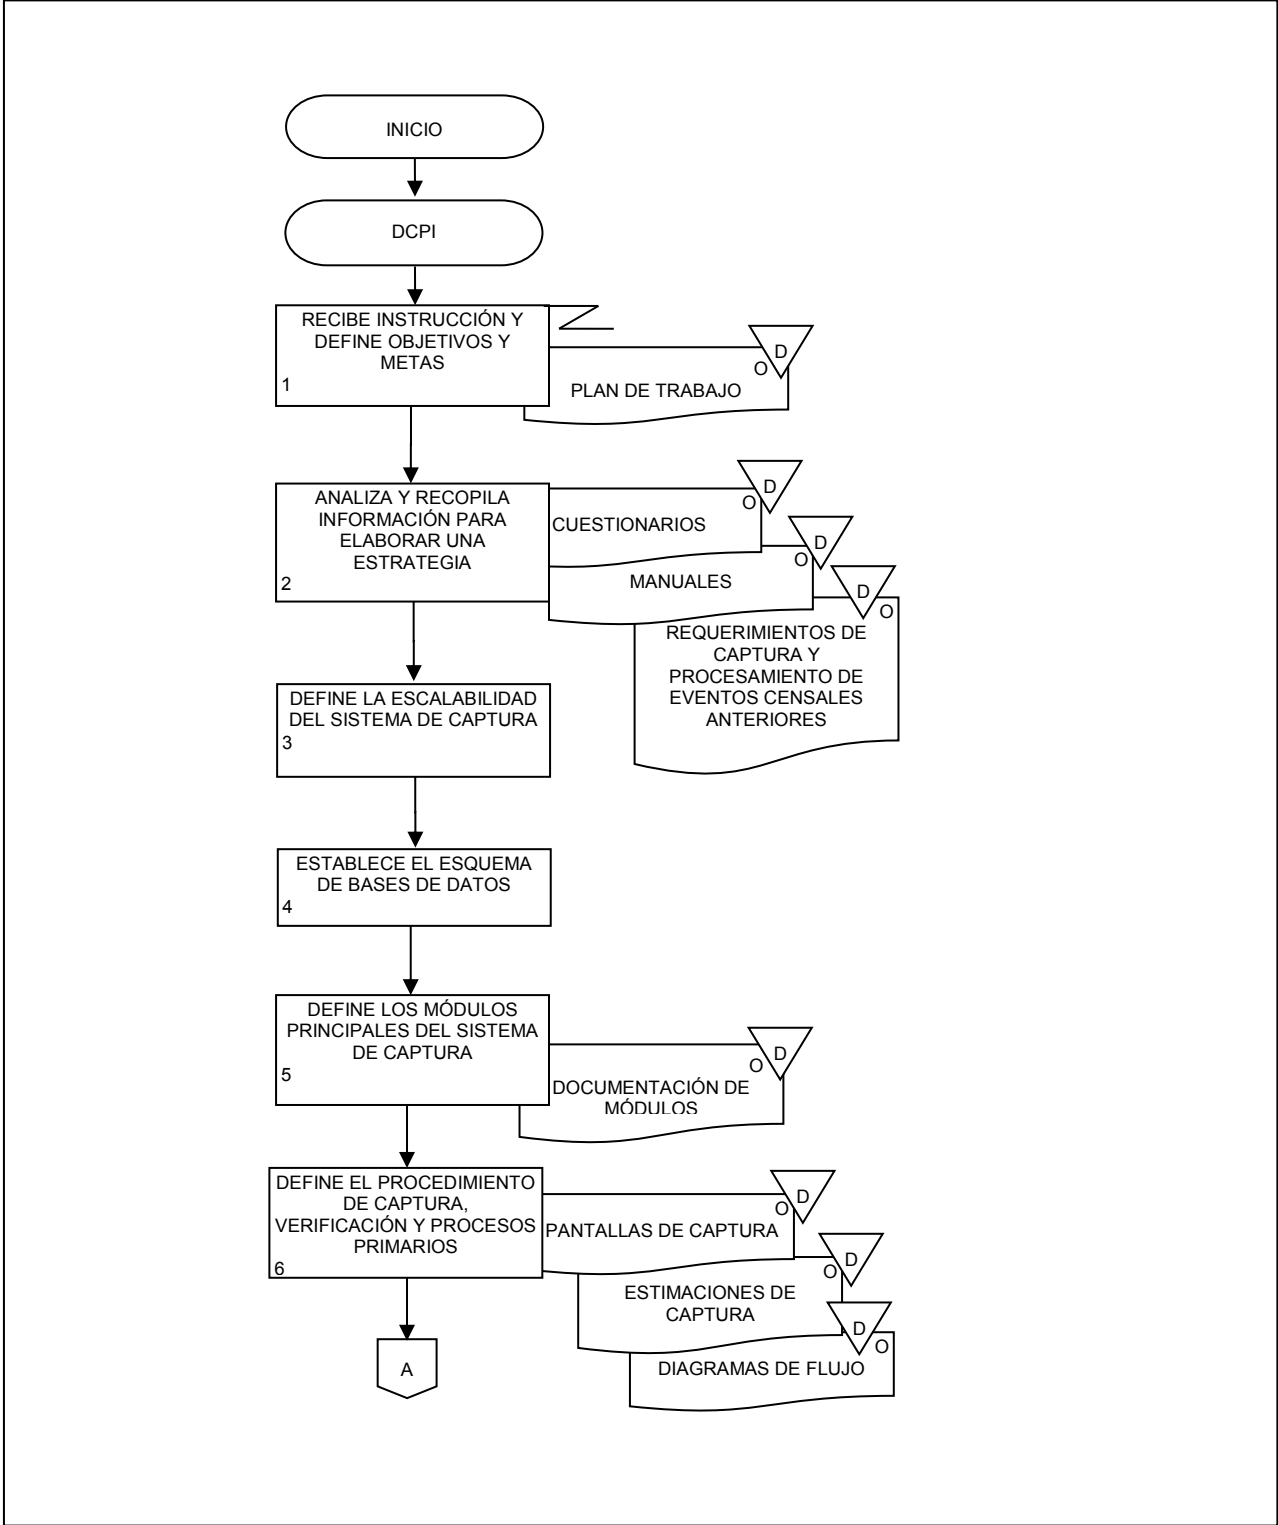 INICIO
DCPI
RECIBE INSTRUCCIÓN Y
DEFINE OBJETIVOS Y
METAS
1
D
O
PLAN DE TRABAJO
ANALIZA Y RECOPILA
INFORMACIÓN PARA
ELABORAR UNA
ESTRATEGIA
2
D
O
CUESTIONARIOS
D
O
MANUALES
D
O
REQUERIMIENTOS DE
CAPTURA Y
PROCESAMIENTO DE
EVENTOS CENSALES
ANTERIORES
DEFINE LA ESCALABILIDAD
DEL SISTEMA DE CAPTURA
3
ESTABLECE EL ESQUEMA
DE BASES DE DATOS
4
DEFINE LOS MÓDULOS
PRINCIPALES DEL SISTEMA
DE CAPTURA
5
D
O
DOCUMENTACIÓN DE
MÓDULOS
DEFINE EL PROCEDIMIENTO
DE CAPTURA,
VERIFICACIÓN Y PROCESOS
PRIMARIOS
6
D
O
PANTALLAS DE CAPTURA
D
O
ESTIMACIONES DE
CAPTURA
D
O
DIAGRAMAS DE FLUJO
A